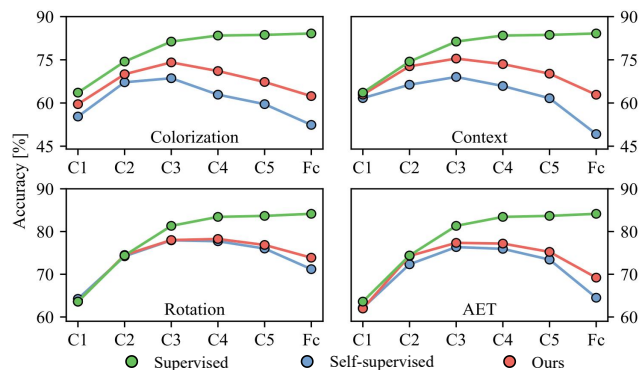 90
75
60
45
C1 C2 C3 C4 C5 Fc
Colorization
90
75
60
45
C1 C2 C3 C4 C5 Fc
Context
Accuracy [%]
90
80
70
60
C1 C2 C3 C4 C5 Fc
Rotation
90
80
70
60
C1 C2 C3 C4 C5 Fc
AET
Supervised Self-supervised Ours